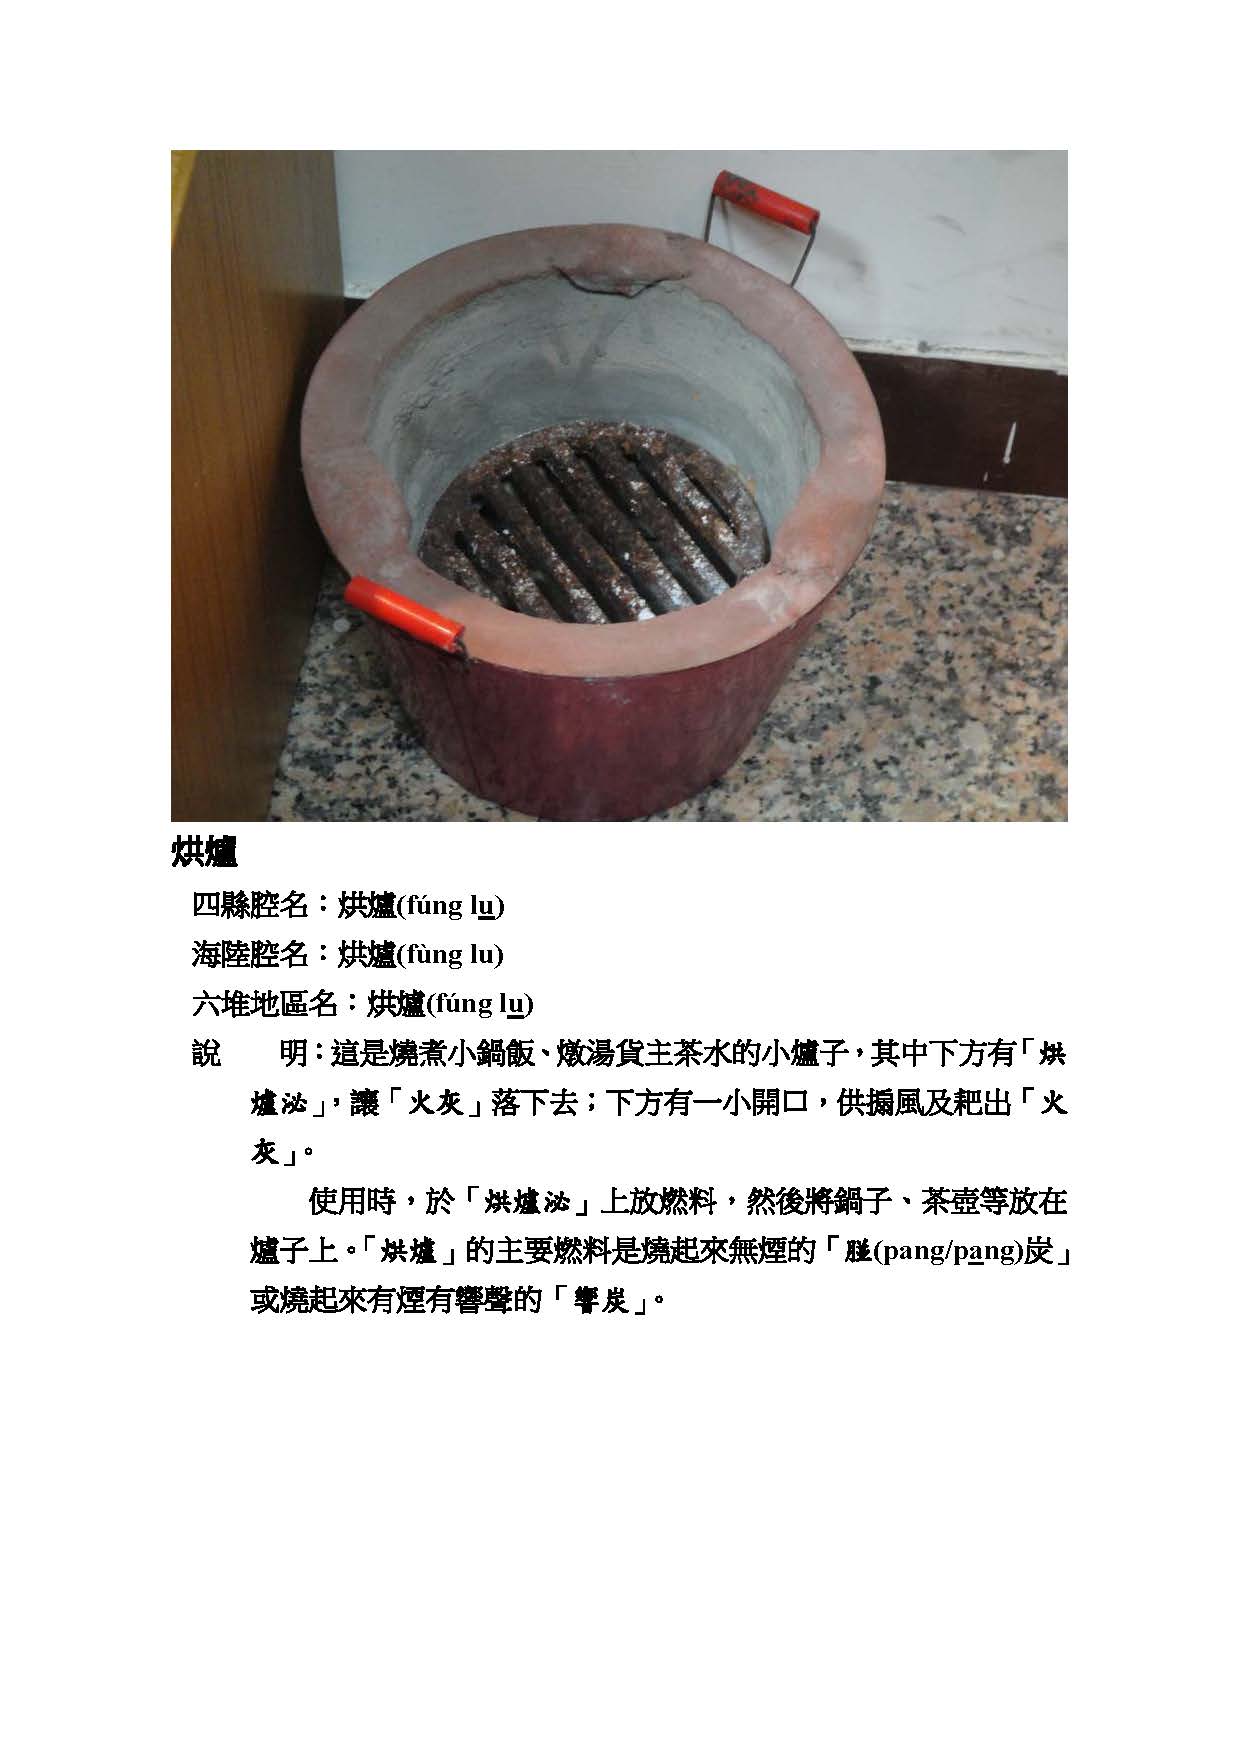 烘爐
四縣腔名：烘爐(fúng lu)
海陸腔名：烘爐(fùng lu)
六堆地區名：烘爐(fúng lu)
說　　明：這是燒煮小鍋飯、燉湯貨主茶水的小爐子，其中下方有「烘
爐泌」，讓「火灰」落下去；下方有一小開口，供搧風及耙出「火
灰」。
使用時，於「烘爐泌」上放燃料，然後將鍋子、茶壺等放在
爐子上。「烘爐」的主要燃料是燒起來無煙的「(pang/pang)炭」
或燒起來有煙有響聲的「響炭」。